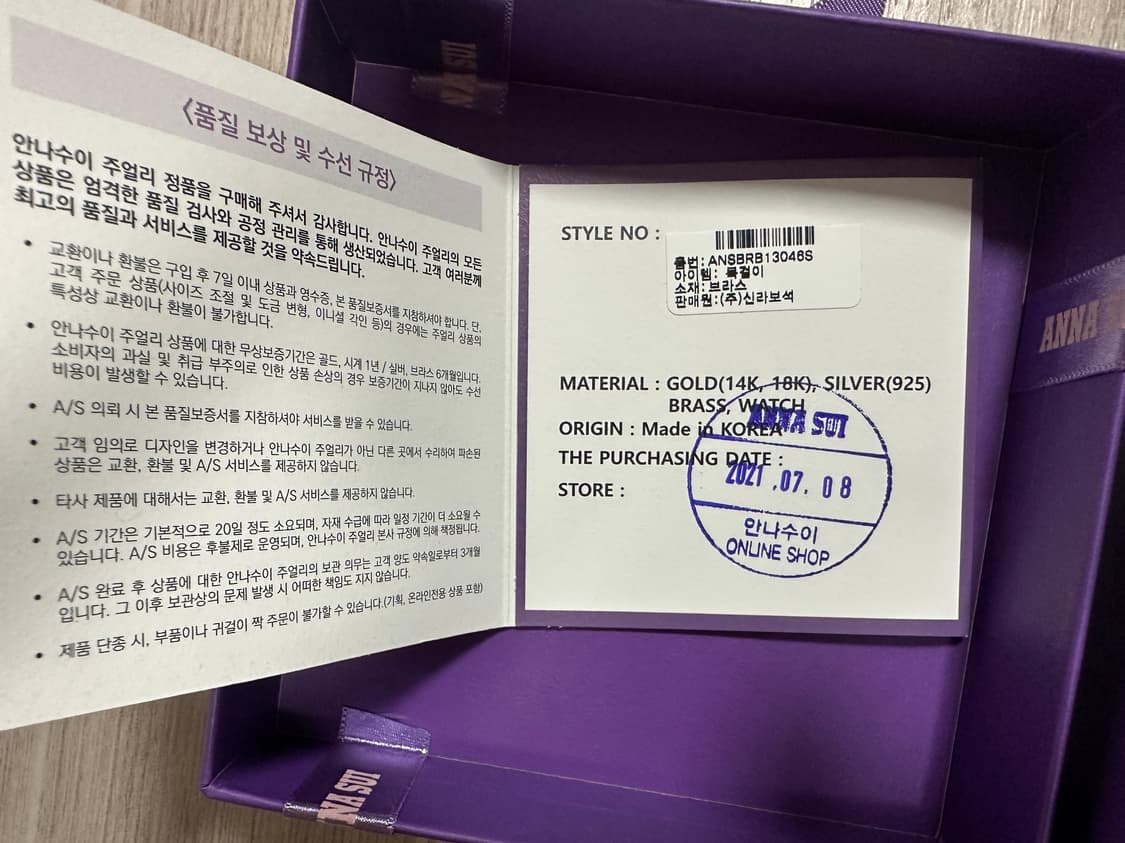 <품질 보상 및 수선 규정>
안나수이 주얼리 정품을 구매해 주셔서 감사합니다. 안나수이 주얼리의 모든
상품은 엄격한 품질 검사와 공정 관리를 통해 생산되었습니다. 고객 여러분께
최고의 품질과 서비스를 제공할 것을 약속드립니다.
• 교환이나 환불은 구입 후 7일 이내 상품과 영수증, 본 품질보증서를 지참하셔야 합니다. 단,
고객 주문 상품(사이즈 조절 및 도금 변형, 이니셜 각인 등)의 경우에는 주얼리 상품의
특성상 교환이나 환불이 불가합니다.
• 안나수이 주얼리 상품에 대한 무상보증기간은 골드, 시계 1년 / 실버, 브라스 6개월입니다.
소비자의 과실 및 취급 부주의로 인한 상품 손상의 경우 보증기간이 지나지 않아도 수선
비용이 발생할 수 있습니다.
• A/S 의뢰 시 본 품질보증서를 지참하셔야 서비스를 받을 수 있습니다.
• 고객 임의로 디자인을 변경하거나 안나수이 주얼리가 아닌 다른 곳에서 수리하여 파손된
상품은 교환, 환불 및 A/S 서비스를 제공하지 않습니다.
• 타사 제품에 대해서는 교환, 환불 및 A/S 서비스를 제공하지 않습니다.
• A/S 기간은 기본적으로 20일 정도 소요되며, 자재 수급에 따라 일정 기간이 더 소요될 수
있습니다. A/S 비용은 후불제로 운영되며, 안나수이 주얼리 본사 규정에 의해 책정됩니다.
• A/S 완료 후 상품에 대한 안나수이 주얼리의 보관 의무는 고객 양도 약속일로부터 3개월
입니다. 그 이후 보관상의 문제 발생 시 어떠한 책임도 지지 않습니다.
• 제품 단종 시, 부품이나 귀걸이 짝 주문이 불가할 수 있습니다.(기획, 온라인전용 상품 포함)
STYLE NO :
품번:ANSBRB13046S
아이템: 목걸이
소재:브라스
판매원:(주)신라보석
MATERIAL : GOLD(14K, 18K), SILVER(925)
BRASS, WATCH
ORIGIN : Made in KOREA
THE PURCHASING DATE :
STORE :
ANNA SUI
2021.07.08
안나수이
ONLINE SHOP
NA SUI
ANNA S
NA SUI